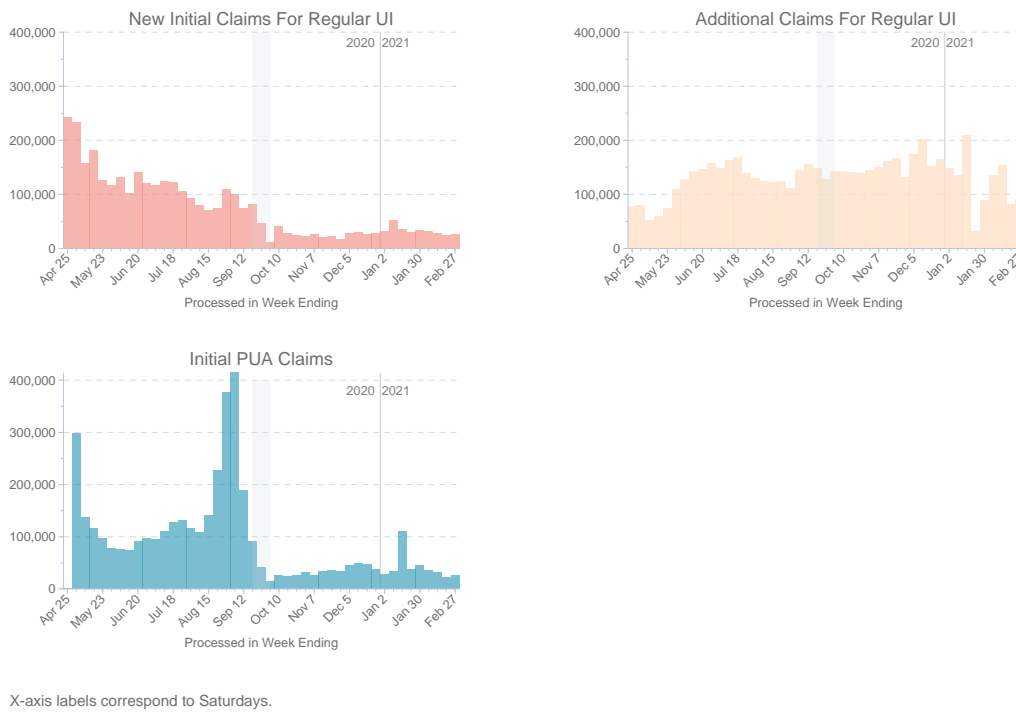 New Initial Claims For Regular UI
400,000
300,000
200,000
100,000
0
2020 2021
Apr 25 May 23 Jun 20 Jul 18 Aug 15 Sep 12 Oct 10 Nov 7 Dec 5 Jan 2 Jan 30 Feb 27
Processed in Week Ending
Additional Claims For Regular UI
400,000
300,000
200,000
100,000
0
2020 2021
Apr 25 May 23 Jun 20 Jul 18 Aug 15 Sep 12 Oct 10 Nov 7 Dec 5 Jan 2 Jan 30 Feb 27
Processed in Week Ending
Initial PUA Claims
400,000
300,000
200,000
100,000
0
2020 2021
Apr 25 May 23 Jun 20 Jul 18 Aug 15 Sep 12 Oct 10 Nov 7 Dec 5 Jan 2 Jan 30 Feb 27
Processed in Week Ending
X-axis labels correspond to Saturdays.